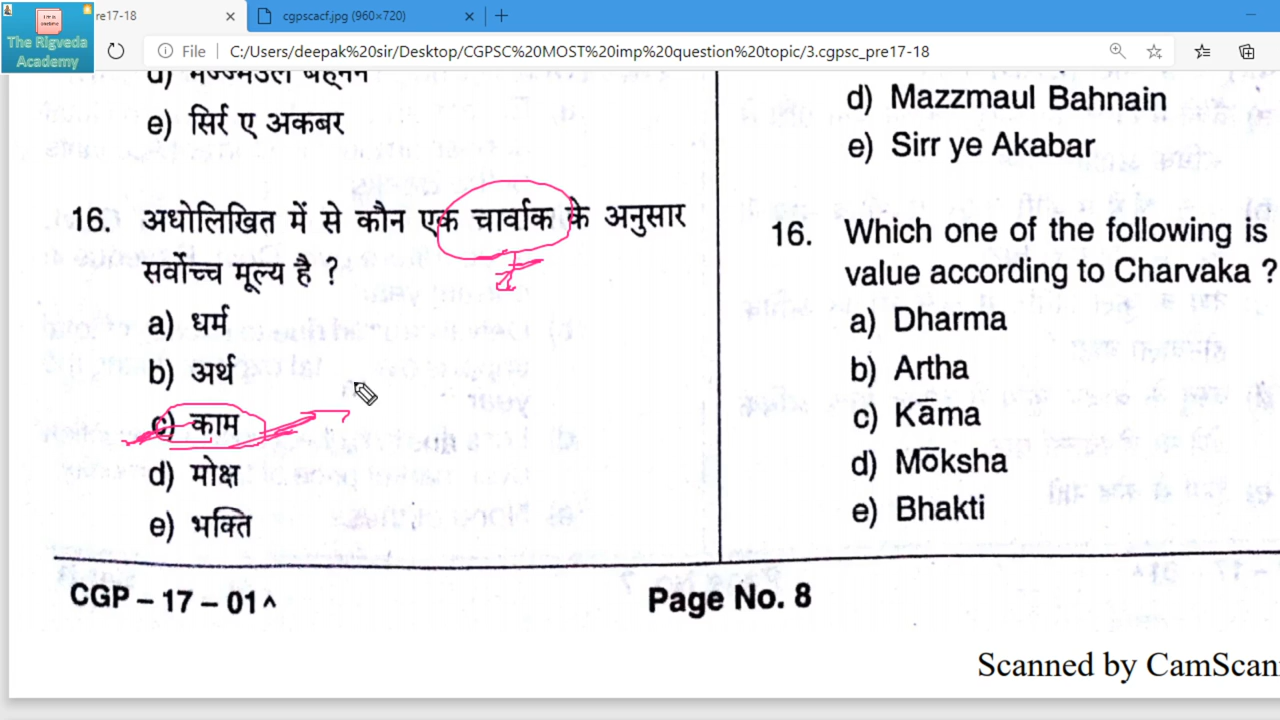 re17-18
cgpscacf.jpg (960×720)
The Rigveda
Academy
File
C:/Users/deepak%20sir/Desktop/CGPSC%20MOST%20imp%20question%20topic/3.cgpsc_pre17-18
e) सिर्र ए अकबर
16. अधोलिखित में से कौन एक चार्वाक के अनुसार
सर्वोच्च मूल्य है ?
a) धर्म
b) अर्थ
c) काम
d) मोक्ष
e) भक्ति
d) Mazzmaul Bahnain
e) Sirr ye Akabar
16. Which one of the following is
value according to Charvaka ?
a) Dharma
b) Artha
c) Kāma
d) Mōksha
e) Bhakti
CGP – 17 – 01^
Page No. 8
Scanned by CamScan